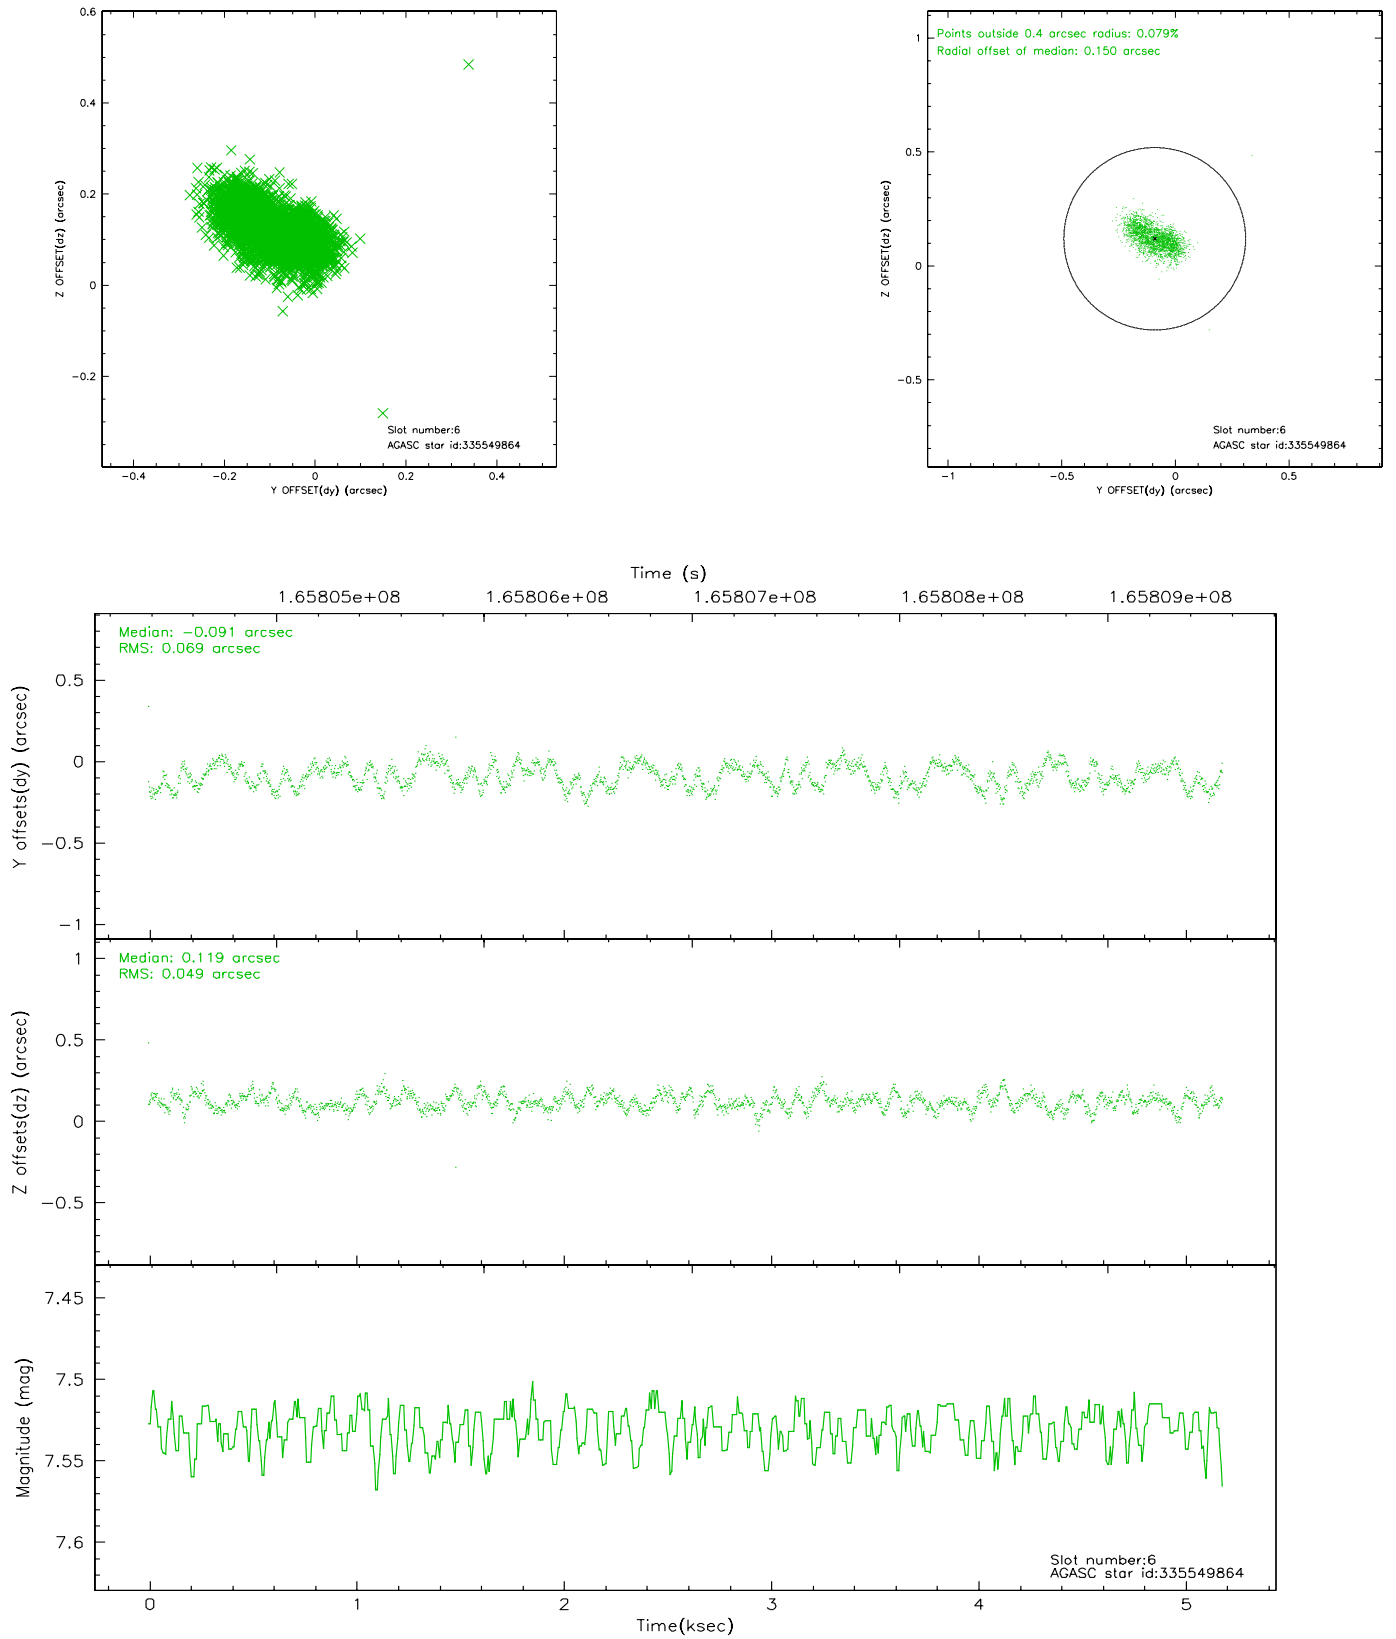 0.6
0.4
0.2
0
−0.2
−0.4
−0.2
0
0.2
0.4
Z OFFSET(dz) (arcsec)
Y OFFSET(dy) (arcsec)
Slot number:6
AGASC star id:335549864
Points outside 0.4 arcsec radius: 0.079%
Radial offset of median: 0.150 arcsec
1
0.5
0
−0.5
−1
−0.5
0
0.5
Z OFFSET(dz) (arcsec)
Y OFFSET(dy) (arcsec)
Slot number:6
AGASC star id:335549864
Time (s)
1.65805e+08
1.65806e+08
1.65807e+08
1.65808e+08
1.65809e+08
Median: −0.091 arcsec
RMS: 0.069 arcsec
0.5
0
−0.5
−1
Y offsets(dy) (arcsec)
Median: 0.119 arcsec
RMS: 0.049 arcsec
1
0.5
0
−0.5
Z offsets(dz) (arcsec)
7.45
7.5
7.55
7.6
Magnitude (mag)
Slot number:6
AGASC star id:335549864
0
1
2
3
4
5
Time(ksec)